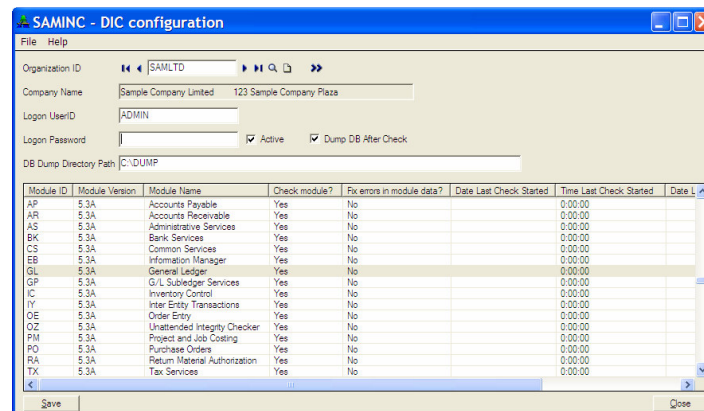 SAMINC - DIC configuration
File Help
Organization ID SAMLTD
Company Name Sample Company Limited 123 Sample Company Plaza
Logon UserID ADMIN
Logon Password Active Dump DB After Check
DB Dump Directory Path C:\DUMP
Module ID Module Version Module Name Check module? Fix errors in module data? Date Last Check Started Time Last Check Started Date L
AP 5.3A Accounts Payable Yes No 0:00:00
AR 5.3A Accounts Receivable Yes No 0:00:00
AS 5.3A Administrative Services Yes No 0:00:00
BK 5.3A Bank Services Yes No 0:00:00
CS 5.3A Common Services Yes No 0:00:00
EB 5.3A Information Manager Yes No 0:00:00
GL 5.3A General Ledger Yes No 0:00:00
GP 5.3A G/L Subledger Services Yes No 0:00:00
IC 5.3A Inventory Control Yes No 0:00:00
IY 5.3A Inter Entity Transactions Yes No 0:00:00
OE 5.3A Order Entry Yes No 0:00:00
OZ 5.3A Unattended Integrity Checker Yes No 0:00:00
PM 5.3A Project and Job Costing Yes No 0:00:00
PO 5.3A Purchase Orders Yes No 0:00:00
RA 5.3A Return Material Authorization Yes No 0:00:00
TX 5.3A Tax Services Yes No 0:00:00
Save Close